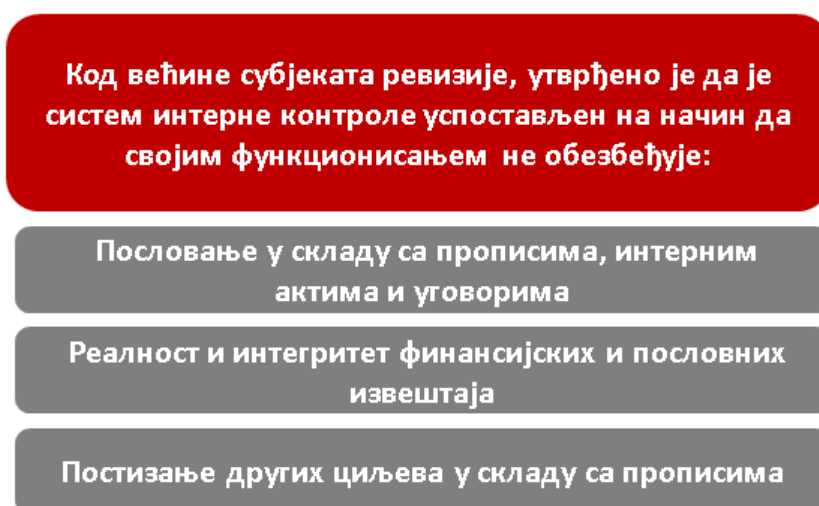 Код већине субјеката ревизије, утврђено је да је
систем интерне контроле успостављен на начин да
својим функционисањем не обезбеђује:
Пословање у складу са прописима, интерним
актима и уговорима
Реалност и интегритет финансијских и пословних
извештаја
Постизање других циљева у складу са прописима